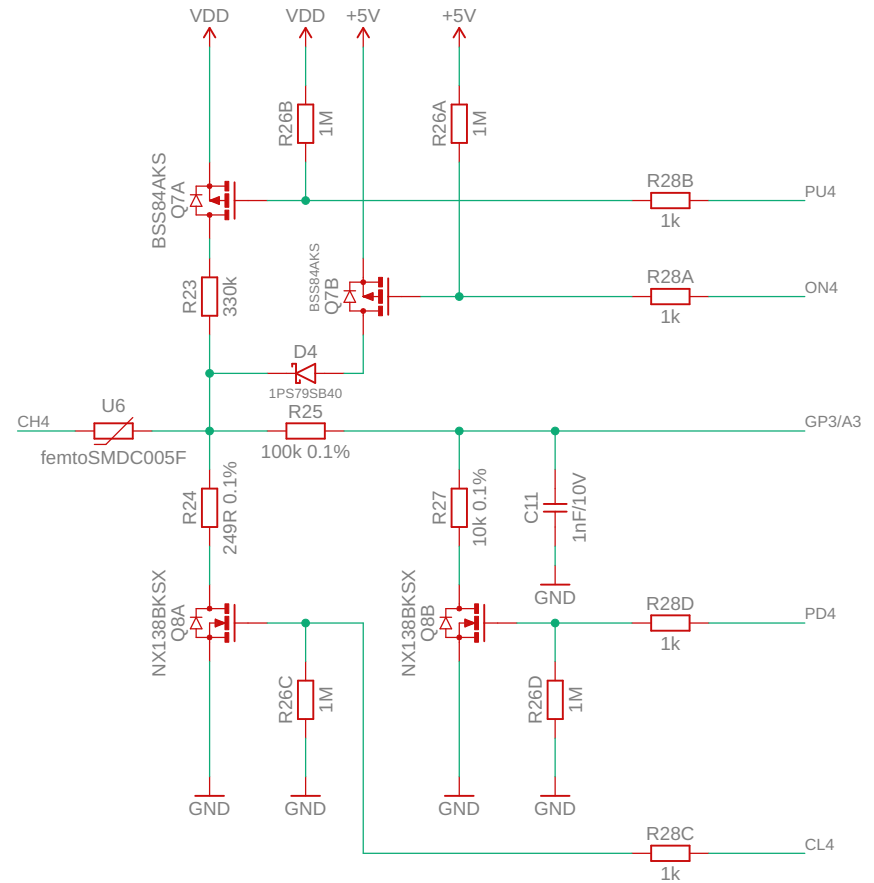 VDD
VDD
+5V
+5V
R26B
1M
R26A
1M
BSS84AKS
Q7A
R28B
1k
PU4
R23
330k
BSS84AKS
Q7B
R28A
1k
ON4
D4
1PS79SB40
CH4
U6
femtoSMDC005F
R25
100k 0.1%
GP3/A3
R24
249R 0.1%
R27
10k 0.1%
C11
1nF/10V
GND
NX138BKSX
Q8A
NX138BKSX
Q8B
R28D
1k
PD4
R26C
1M
R26D
1M
GND
GND
GND
GND
R28C
1k
CL4